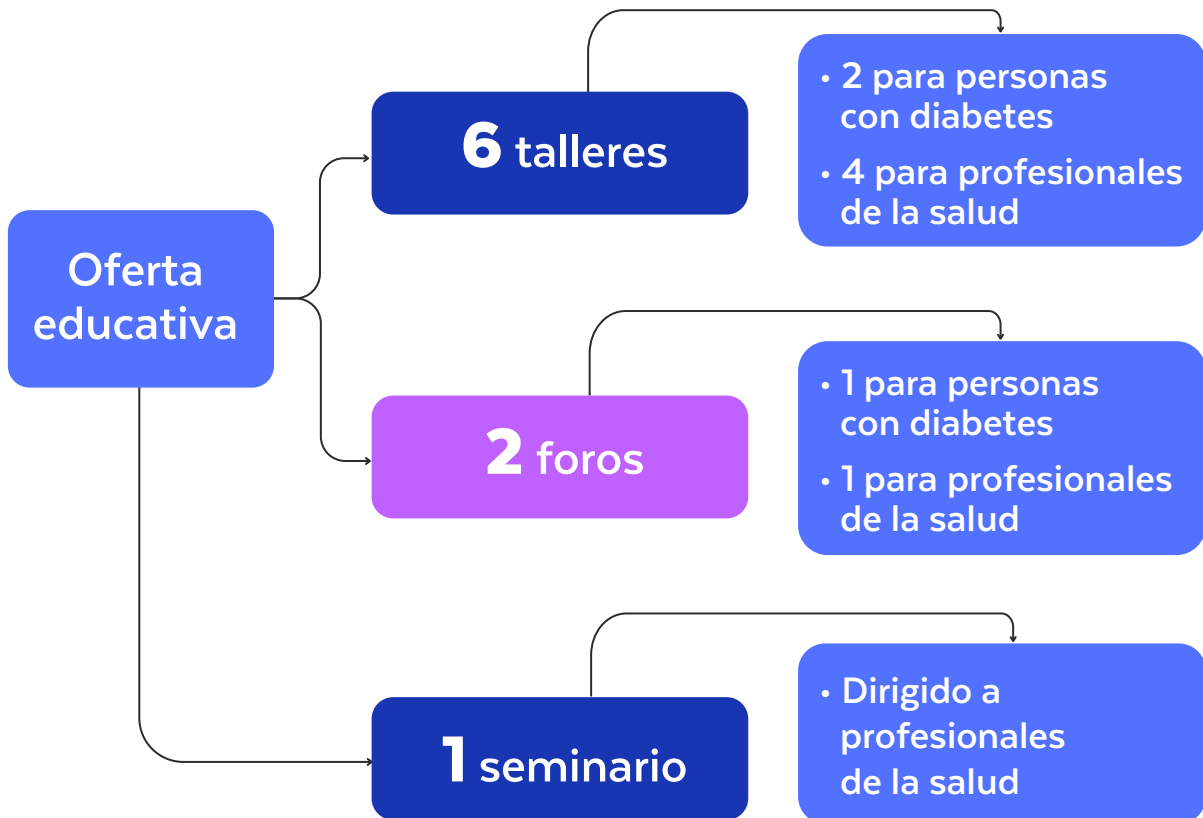 Oferta
educativa
6 talleres
• 2 para personas
con diabetes
• 4 para profesionales
de la salud
2 foros
• 1 para personas
con diabetes
• 1 para profesionales
de la salud
1 seminario
• Dirigido a
profesionales
de la salud